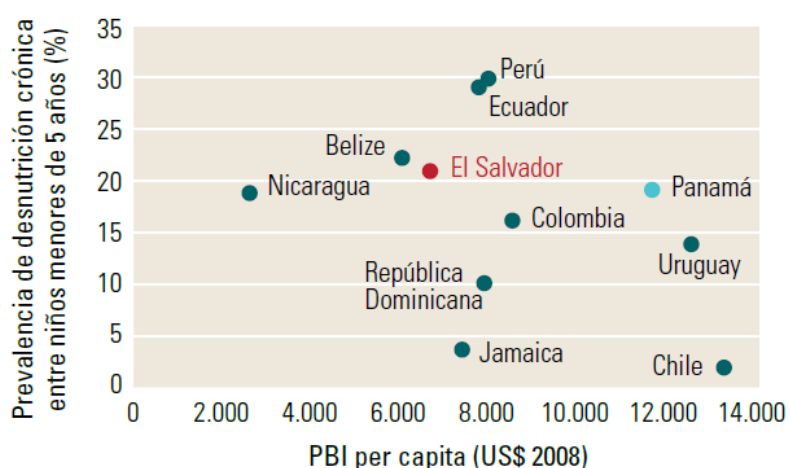 Prevalencia de desnutrición crónica
entre niños menores de 5 años (%)
35
30
25
20
15
10
5
0
Perú
Ecuador
Belize
El Salvador
Nicaragua
Panamá
Colombia
Uruguay
República
Dominicana
Jamaica
Chile
0 2.000 4.000 6.000 8.000 10.000 12.000 14.000
PBI per capita (US$ 2008)